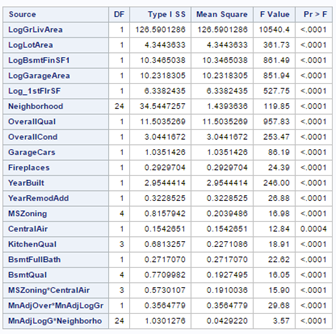 Source DF Type I SS Mean Square F Value Pr > F
LogGrLivArea 1 126.5901286 126.5901286 10540.4 <.0001
LogLotArea 1 4.3443633 4.3443633 361.73 <.0001
LogBsmtFinSF1 1 10.3465038 10.3465038 861.49 <.0001
LogGarageArea 1 10.2318305 10.2318305 851.94 <.0001
Log_1stFlrSF 1 6.3382435 6.3382435 527.75 <.0001
Neighborhood 24 34.5447257 1.4393636 119.85 <.0001
OverallQual 1 11.5035269 11.5035269 957.83 <.0001
OverallCond 1 3.0441672 3.0441672 253.47 <.0001
GarageCars 1 1.0351426 1.0351426 86.19 <.0001
Fireplaces 1 0.2929704 0.2929704 24.39 <.0001
YearBuilt 1 2.9544414 2.9544414 246.00 <.0001
YearRemodAdd 1 0.3228525 0.3228525 26.88 <.0001
MSZoning 4 0.8157942 0.2039486 16.98 <.0001
CentralAir 1 0.1542651 0.1542651 12.84 0.0004
KitchenQual 3 0.6813257 0.2271086 18.91 <.0001
BsmtFullBath 1 0.2717070 0.2717070 22.62 <.0001
BsmtQual 4 0.7709982 0.1927495 16.05 <.0001
MSZoning*CentralAir 3 0.5730107 0.1910036 15.90 <.0001
MnAdjOver*MnAdjLogGr 1 0.3564779 0.3564779 29.68 <.0001
MnAdjLogG*Neighborho 24 1.0301276 0.0429220 3.57 <.0001